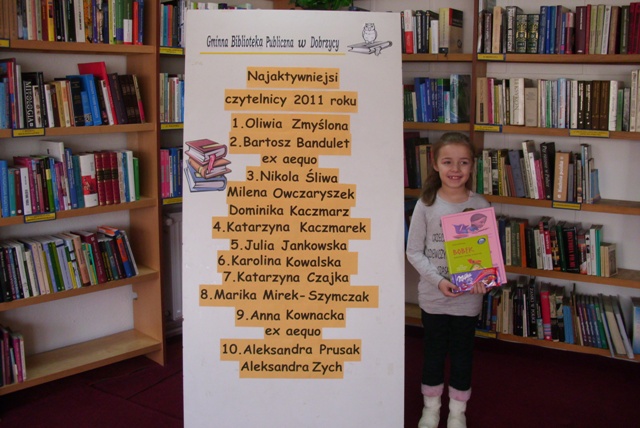 Gminna Biblioteka Publiczna w Dobrzycy
Najaktywniejsi
czytelnicy 2011 roku
1.Oliwia Zmyślona
2.Bartosz Bandulet
ex aequo
3.Nikola Śliwa
Milena Owczaryszek
Dominika Kaczmarz
4.Katarzyna Kaczmarek
5.Julia Jankowska
6.Karolina Kowalska
7.Katarzyna Czajka
8.Marika Mirek-Szymczak
9.Anna Kownacka
ex aequo
10.Aleksandra Prusak
Aleksandra Zych